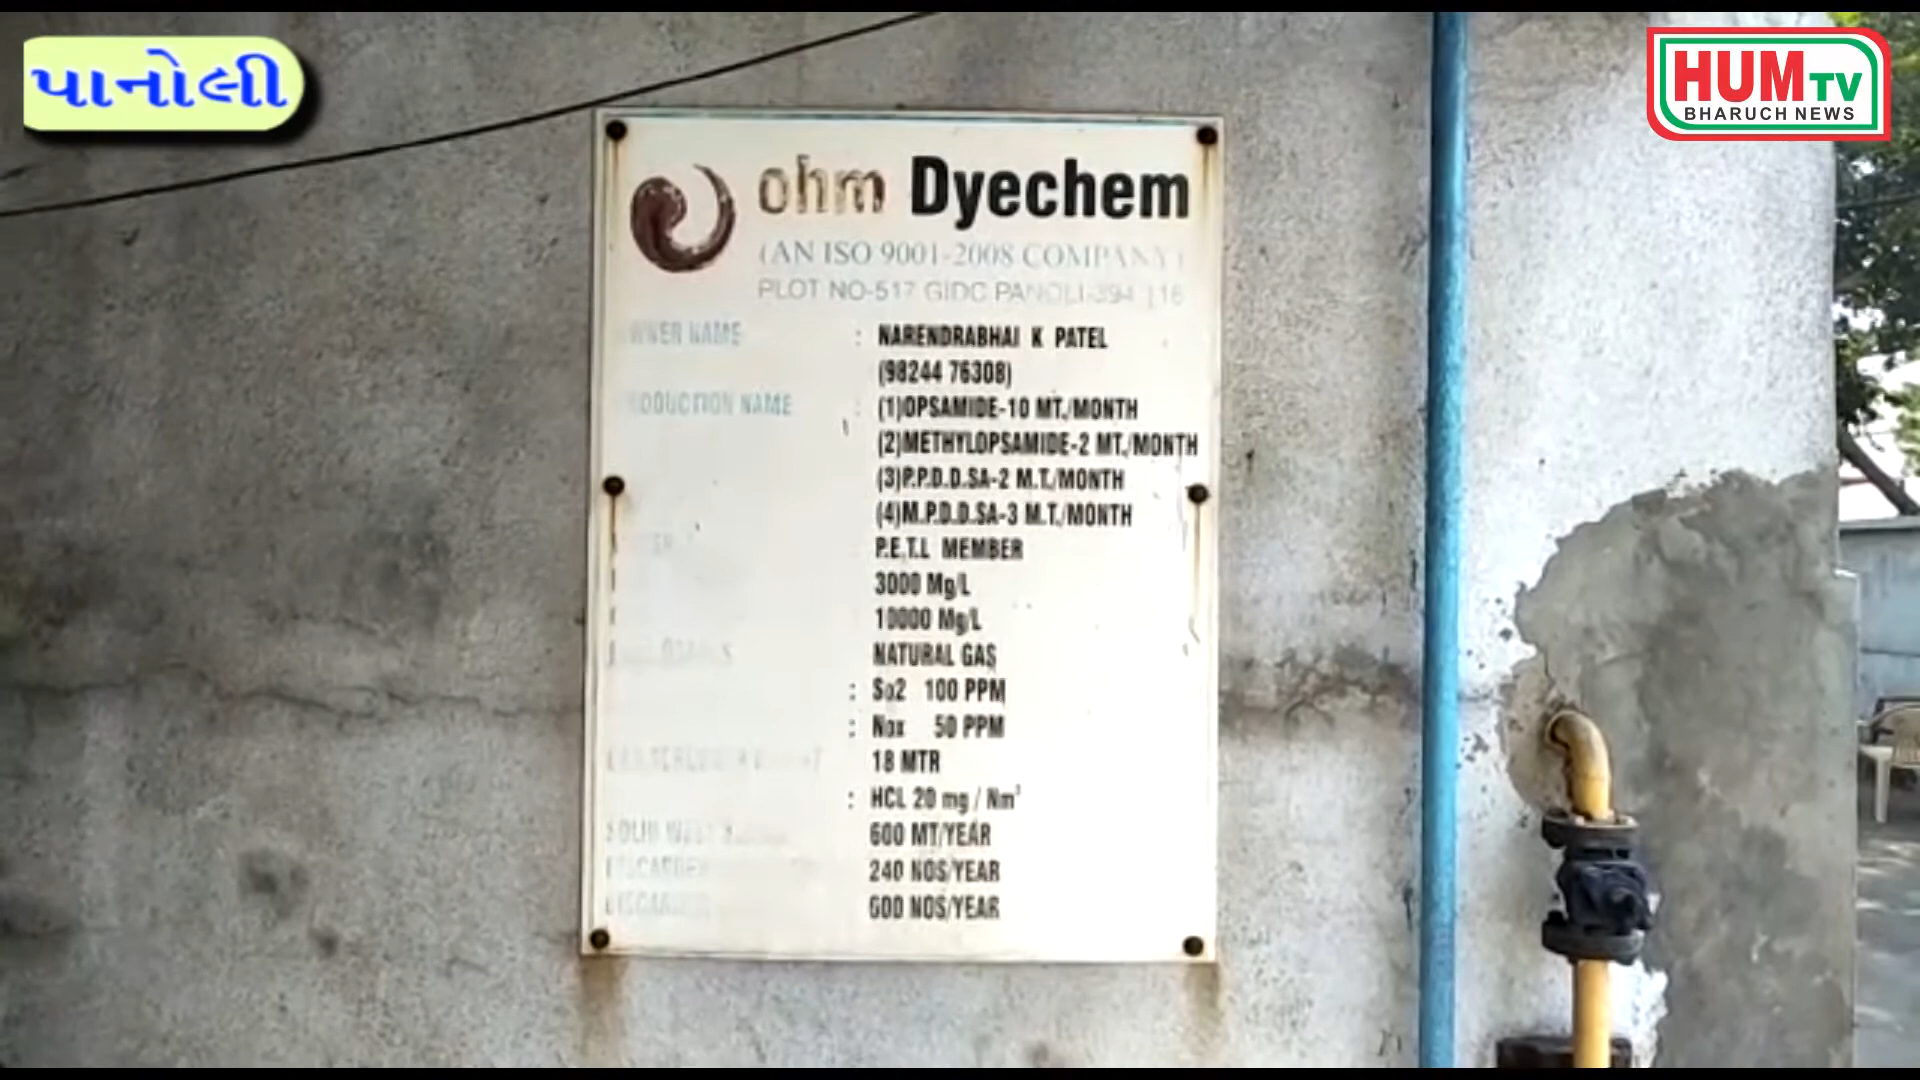 પાનોલી
HUM TV
BHARUCH NEWS
ohm Dyechem
(AN ISO 9001-2008 COMPANY)
PLOT NO-517 GIDC PANOLI-394 116
NAME : NARENDRABHAI K PATEL
(98244 76308)
PRODUCTION NAME : (1)OPSAMIDE-10 MT./MONTH
(2)METHYLOPSAMIDE-2 MT./MONTH
(3)P.P.D.D.SA-2 M.T./MONTH
(4)M.P.D.D.SA-3 M.T./MONTH
P.E.T.L MEMBER
3000 Mg/L
10000 Mg/L
NATURAL GAS
: So2 100 PPM
: Nox 50 PPM
18 MTR
: HCL 20 mg / Nm³
SOLID 600 MT/YEAR
240 NOS/YEAR
600 NOS/YEAR